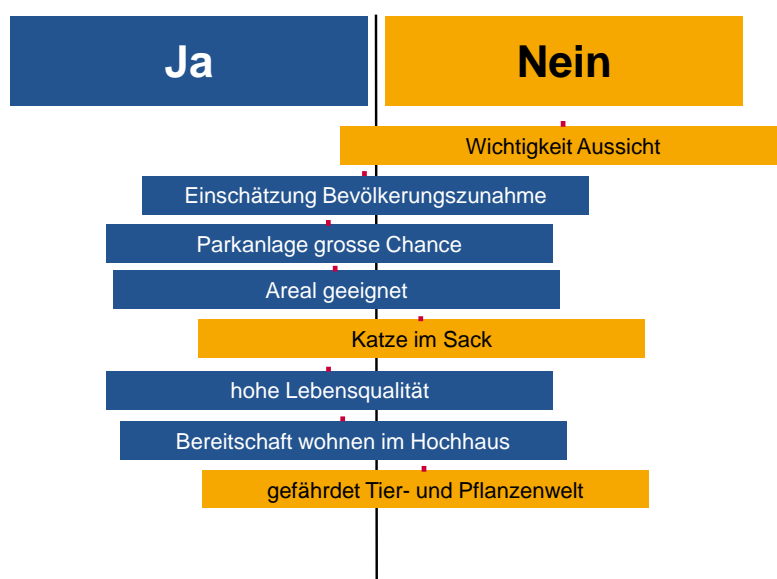 Ja
Nein
Wichtigkeit Aussicht
Einschätzung Bevölkerungszunahme
Parkanlage grosse Chance
Areal geeignet
Katze im Sack
hohe Lebensqualität
Bereitschaft wohnen im Hochhaus
gefährdet Tier- und Pflanzenwelt